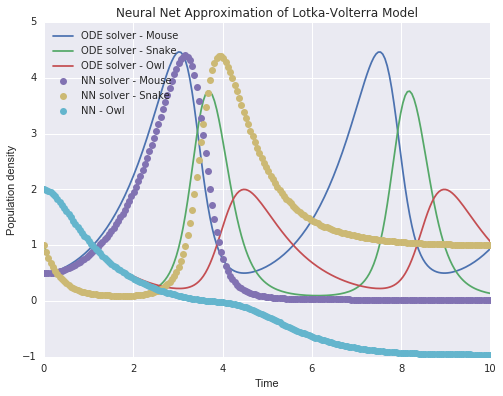 Neural Net Approximation of Lotka-Volterra Model
ODE solver - Mouse
ODE solver - Snake
ODE solver - Owl
NN solver - Mouse
NN solver - Snake
NN - Owl
5
4
3
2
1
0
−1
Population density
0 2 4 6 8 10
Time